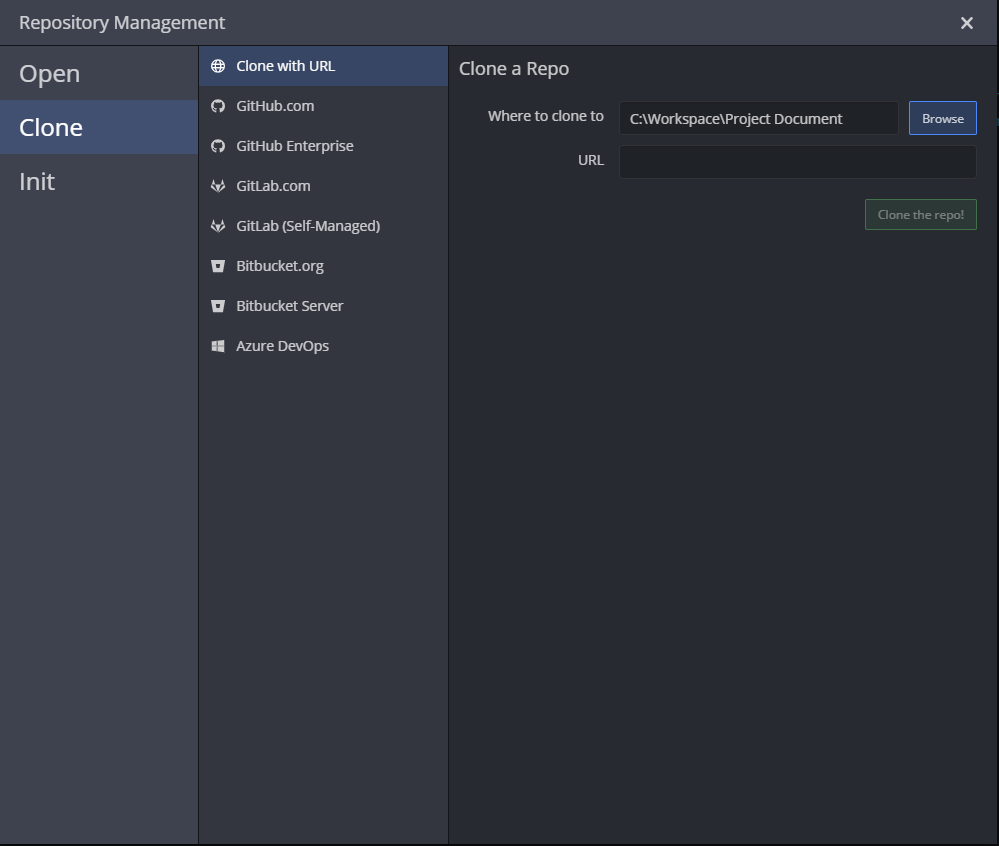 Repository Management
Open
Clone
Init
Clone with URL
GitHub.com
GitHub Enterprise
GitLab.com
GitLab (Self-Managed)
Bitbucket.org
Bitbucket Server
Azure DevOps
Clone a Repo
Where to clone to C:\Workspace\Project Document Browse
URL
Clone the repo!